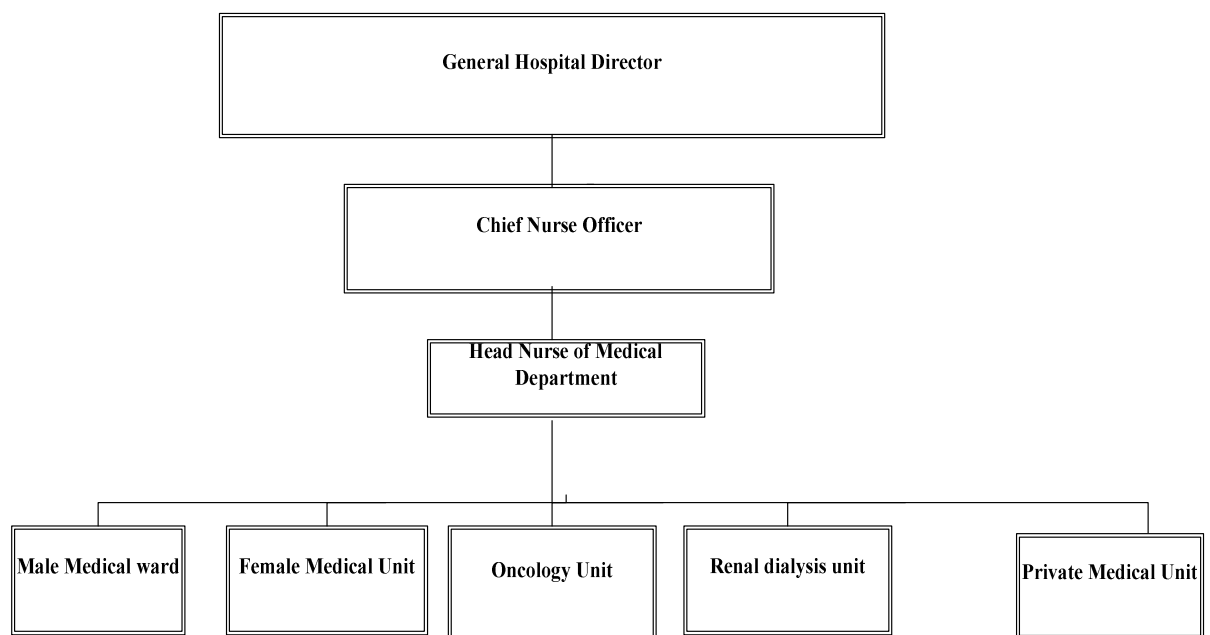 General Hospital Director
Chief Nurse Officer
Head Nurse of Medical
Department
Male Medical ward
Female Medical Unit
Oncology Unit
Renal dialysis unit
Private Medical Unit